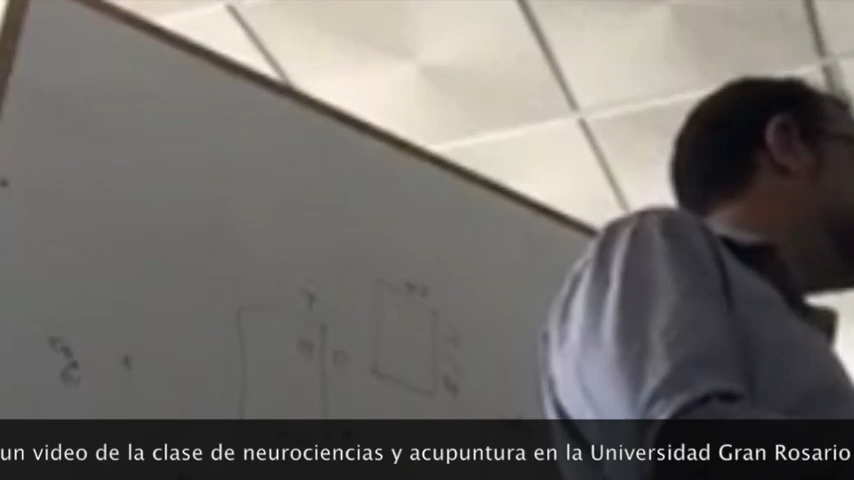 un video de la clase de neurociencias y acupuntura en la Universidad Gran Rosario